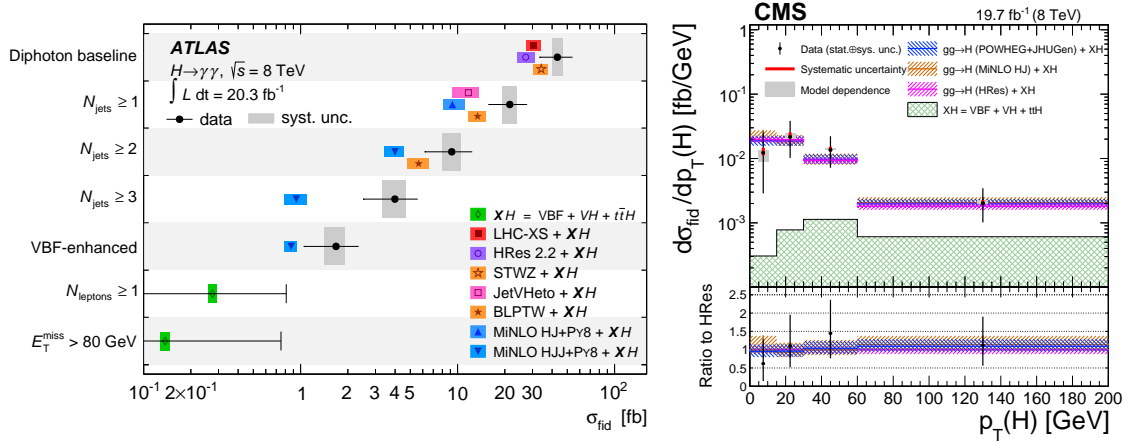 ATLAS
H→γγ, √s = 8 TeV
∫ L dt = 20.3 fb⁻¹
data syst. unc.
Diphoton baseline
N_jets ≥ 1
N_jets ≥ 2
N_jets ≥ 3
VBF-enhanced
N_leptons ≥ 1
E_T^miss > 80 GeV
XH = VBF + VH + tt̄H
LHC-XS + XH
HRes 2.2 + XH
STWZ + XH
JetVHeto + XH
BLPTW + XH
MiNLO HJ+PY8 + XH
MiNLO HJJ+PY8 + XH
10⁻¹ 2×10⁻¹ 1 2 3 4 5 10 20 30 10²
σ_fid [fb]
CMS 19.7 fb⁻¹ (8 TeV)
dσ_fid/dp_T(H) [fb/GeV]
1
10⁻¹
10⁻²
10⁻³
Data (stat.⊕sys. unc.)
Systematic uncertainty
Model dependence
gg→H (POWHEG+JHUGen) + XH
gg→H (MiNLO HJ) + XH
gg→H (HRes) + XH
XH = VBF + VH + ttH
Ratio to HRes
2.5
2
1.5
1
0.5
0
0 20 40 60 80 100 120 140 160 180 200
p_T(H) [GeV]